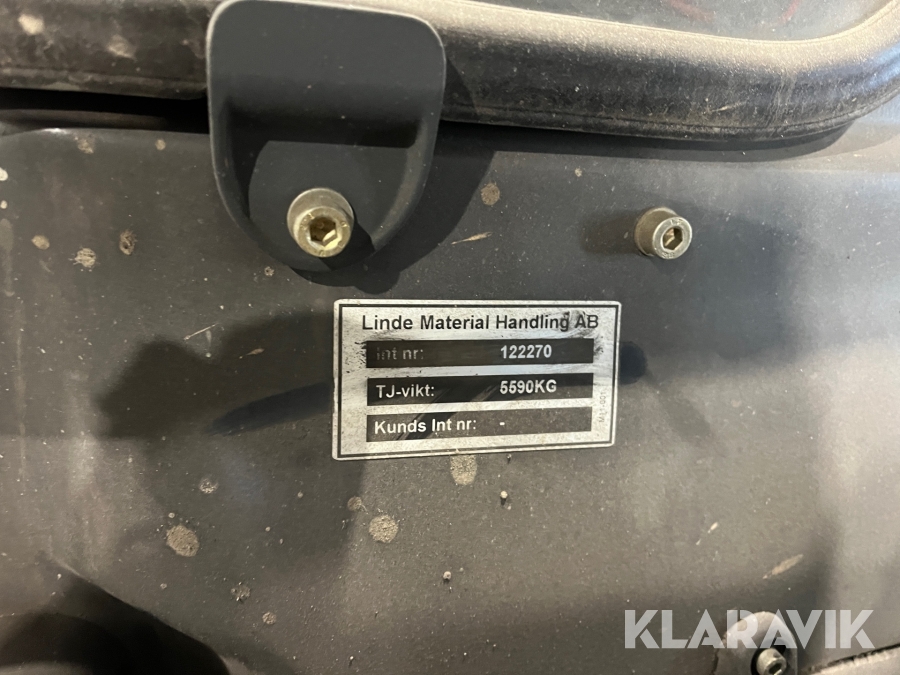 Linde Material Handling AB
Int nr: 122270
TJ-vikt: 5590KG
Kunds Int nr: -
KLARAVIK